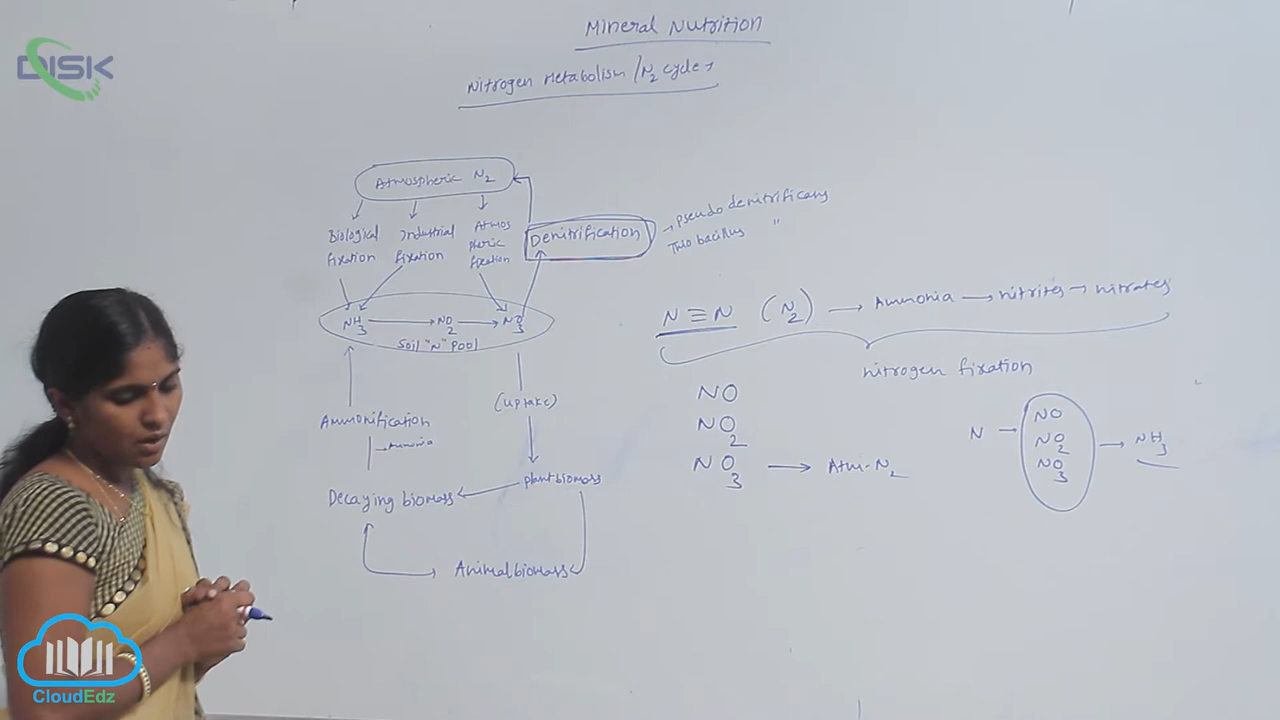 DISK
Mineral Nutrition
Nitrogen Metabolism / N2 cycle →
Atmospheric N2
Biological fixation
Industrial fixation
Atmos pheric fixation
Denitrification
→ pseudo denitrificans
Thio bacillus "
NH3 → NO2 → NO3
Soil "N" pool
Ammonification
→ Ammonia
(uptake)
plant biomass
Decaying biomass
Animal biomass
N ≡ N (N2) → Ammonia → nitrites → nitrates
nitrogen fixation
NO
NO2
NO3 → Atm-N2
N → NO NO2 NO3 → NH3
CloudEdz